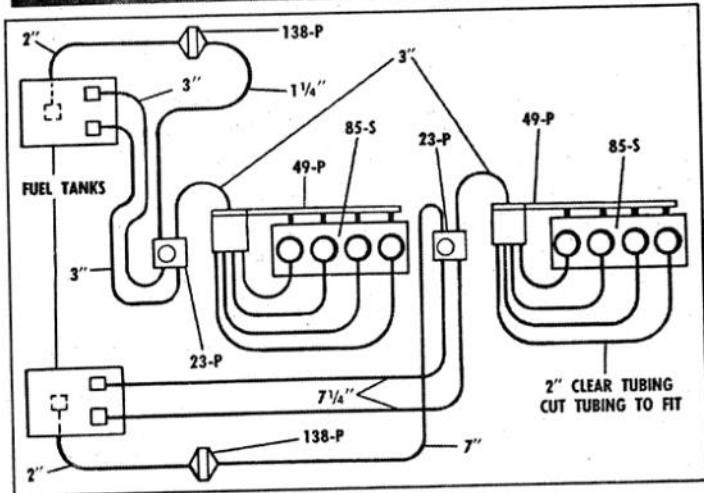 2"
138-P
3"
1¼"
3"
49-P
85-S
23-P
49-P
85-S
FUEL TANKS
3"
23-P
7¼"
2" CLEAR TUBING
CUT TUBING TO FIT
138-P
7"
2"